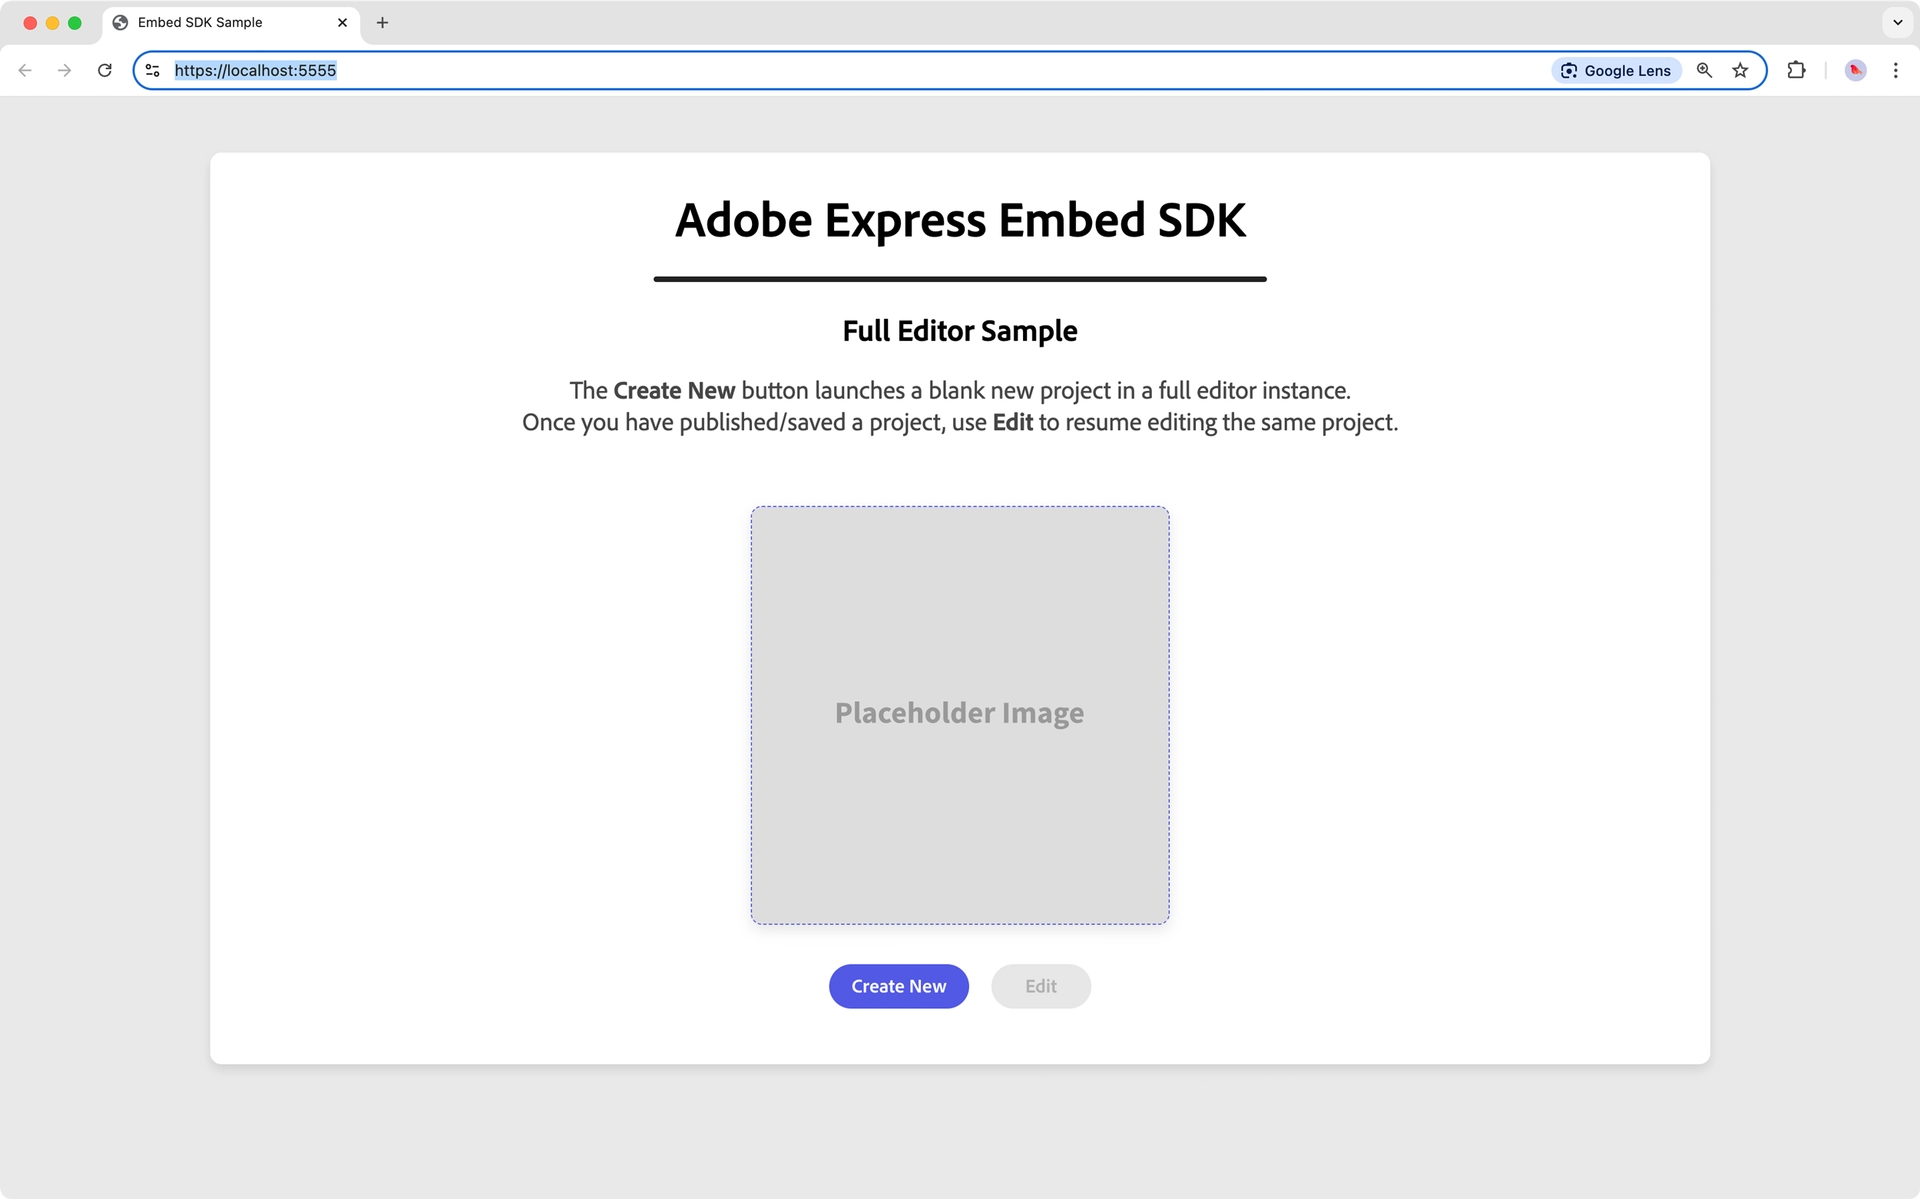 Embed SDK Sample
https://localhost:5555
Google Lens
Adobe Express Embed SDK
Full Editor Sample
The Create New button launches a blank new project in a full editor instance.
Once you have published/saved a project, use Edit to resume editing the same project.
Placeholder Image
Create New
Edit